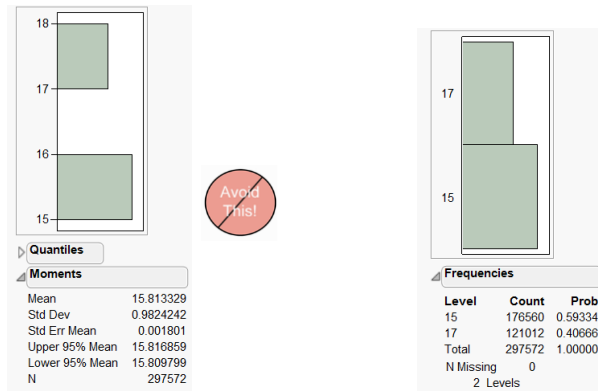 18
17
16
15
Quantiles
Moments
Mean 15.813329
Std Dev 0.9824242
Std Err Mean 0.001801
Upper 95% Mean 15.816859
Lower 95% Mean 15.809799
N 297572
Avoid
This!
17
15
Frequencies
Level Count Prob
15 176560 0.59334
17 121012 0.40666
Total 297572 1.00000
N Missing 0
2 Levels